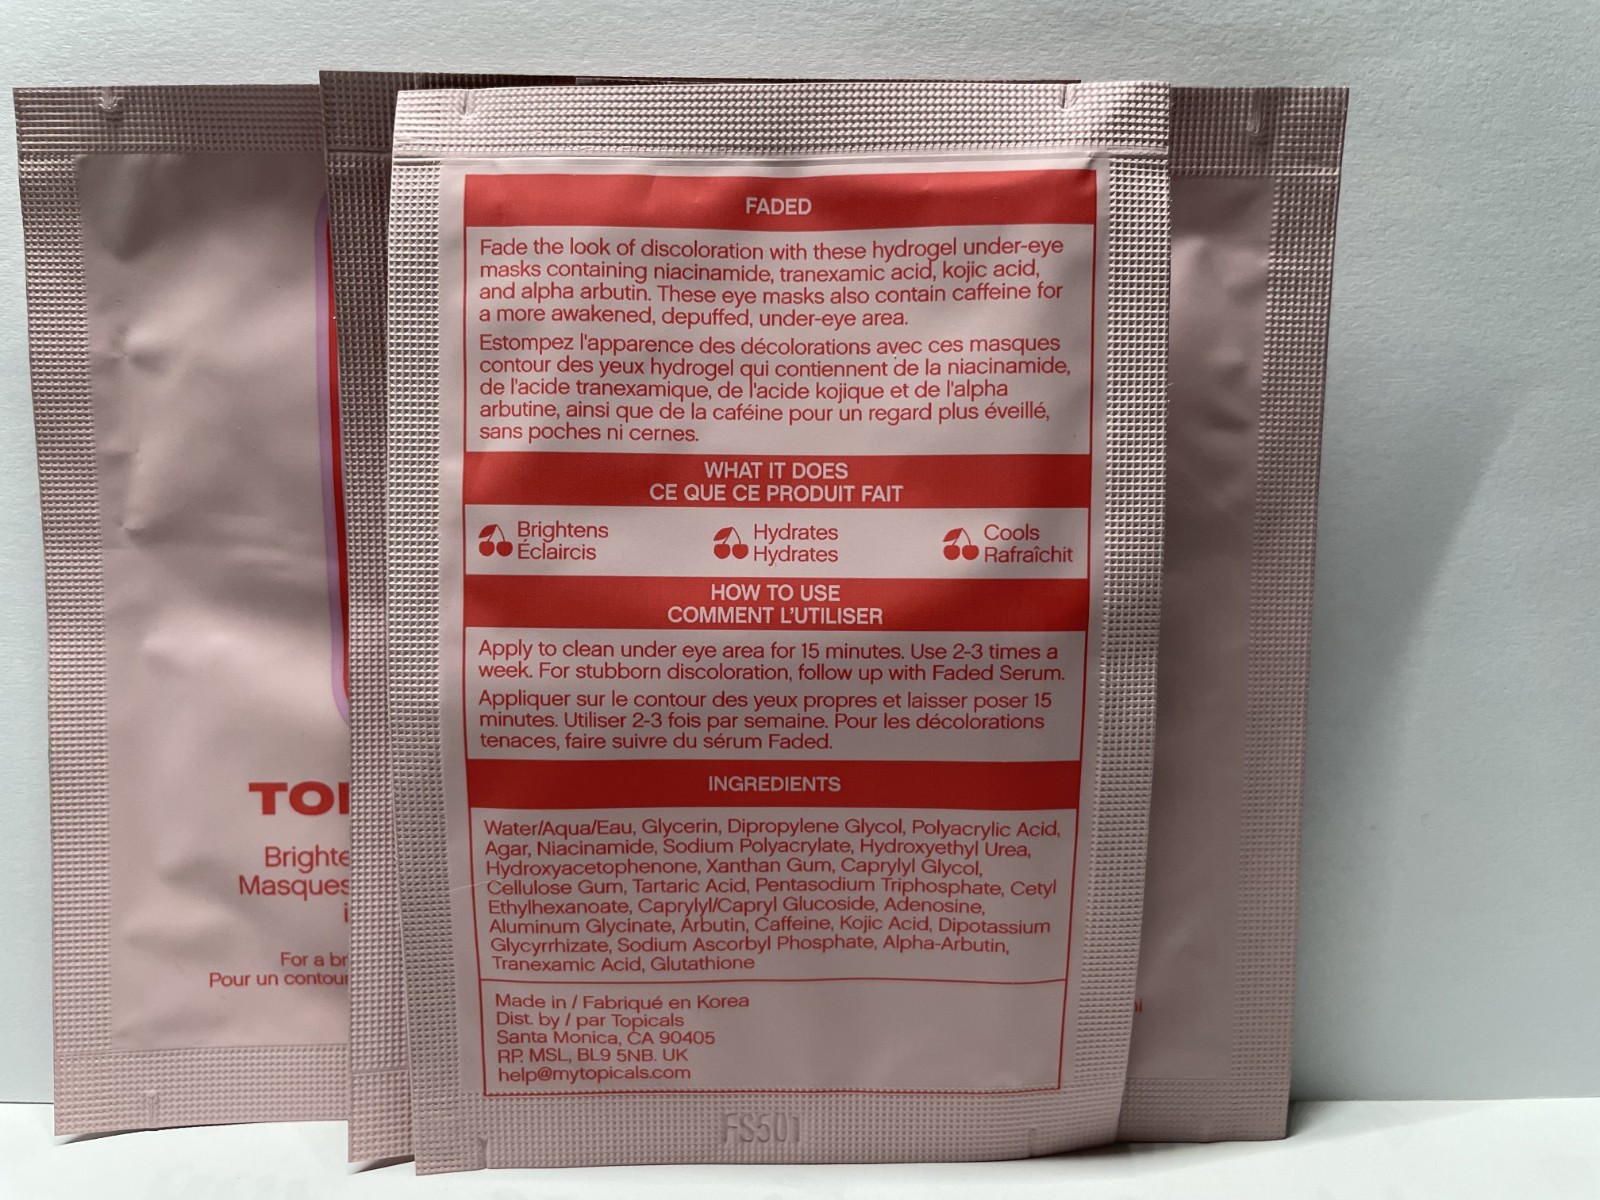 FADED
Fade the look of discoloration with these hydrogel under-eye
masks containing niacinamide, tranexamic acid, kojic acid,
and alpha arbutin. These eye masks also contain caffeine for
a more awakened, depuffed, under-eye area.
Estompez l'apparence des décolorations avec ces masques
contour des yeux hydrogel qui contiennent de la niacinamide,
de l'acide tranexamique, de l'acide kojique et de l'alpha
arbutine, ainsi que de la caféine pour un regard plus éveillé,
sans poches ni cernes.
WHAT IT DOES
CE QUE CE PRODUIT FAIT
Brightens
Éclaircis
Hydrates
Hydrates
Cools
Rafraîchit
HOW TO USE
COMMENT L'UTILISER
Apply to clean under eye area for 15 minutes. Use 2-3 times a
week. For stubborn discoloration, follow up with Faded Serum.
Appliquer sur le contour des yeux propres et laisser poser 15
minutes. Utiliser 2-3 fois par semaine. Pour les décolorations
tenaces, faire suivre du sérum Faded.
INGREDIENTS
Water/Aqua/Eau, Glycerin, Dipropylene Glycol, Polyacrylic Acid,
Agar, Niacinamide, Sodium Polyacrylate, Hydroxyethyl Urea,
Hydroxyacetophenone, Xanthan Gum, Caprylyl Glycol,
Cellulose Gum, Tartaric Acid, Pentasodium Triphosphate, Cetyl
Ethylhexanoate, Caprylyl/Capryl Glucoside, Adenosine,
Aluminum Glycinate, Arbutin, Caffeine, Kojic Acid, Dipotassium
Glycyrrhizate, Sodium Ascorbyl Phosphate, Alpha-Arbutin,
Tranexamic Acid, Glutathione
Made in / Fabriqué en Korea
Dist. by / par Topicals
Santa Monica, CA 90405
RP. MSL, BL9 5NB. UK
help@mytopicals.com
FS501
Masques
For a br
Pour un contour